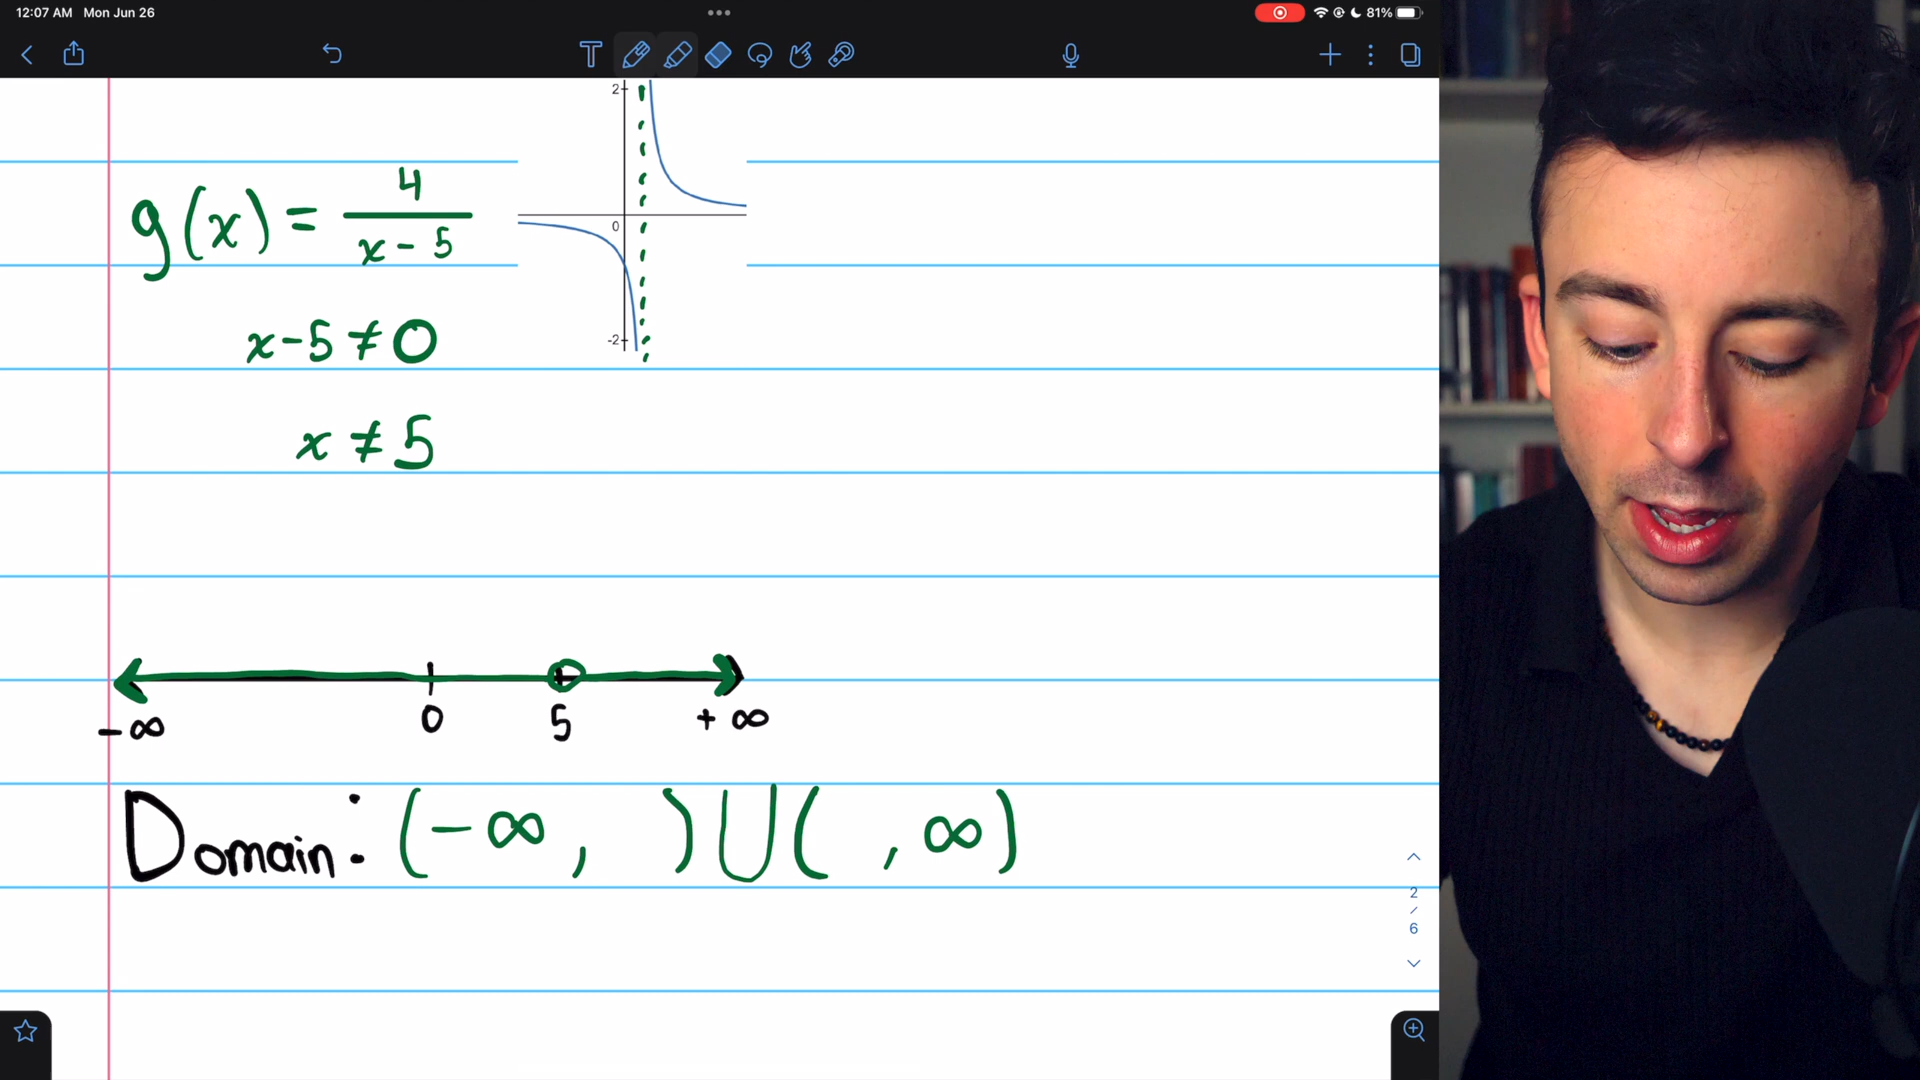 12:07 AM Mon Jun 26
81%
T
2
g(x) = 4 / x - 5
0
x-5 ≠ 0
-2
x ≠ 5
-∞ 0 5 +∞
Domain: (-∞, )∪( , ∞)
2
/
6